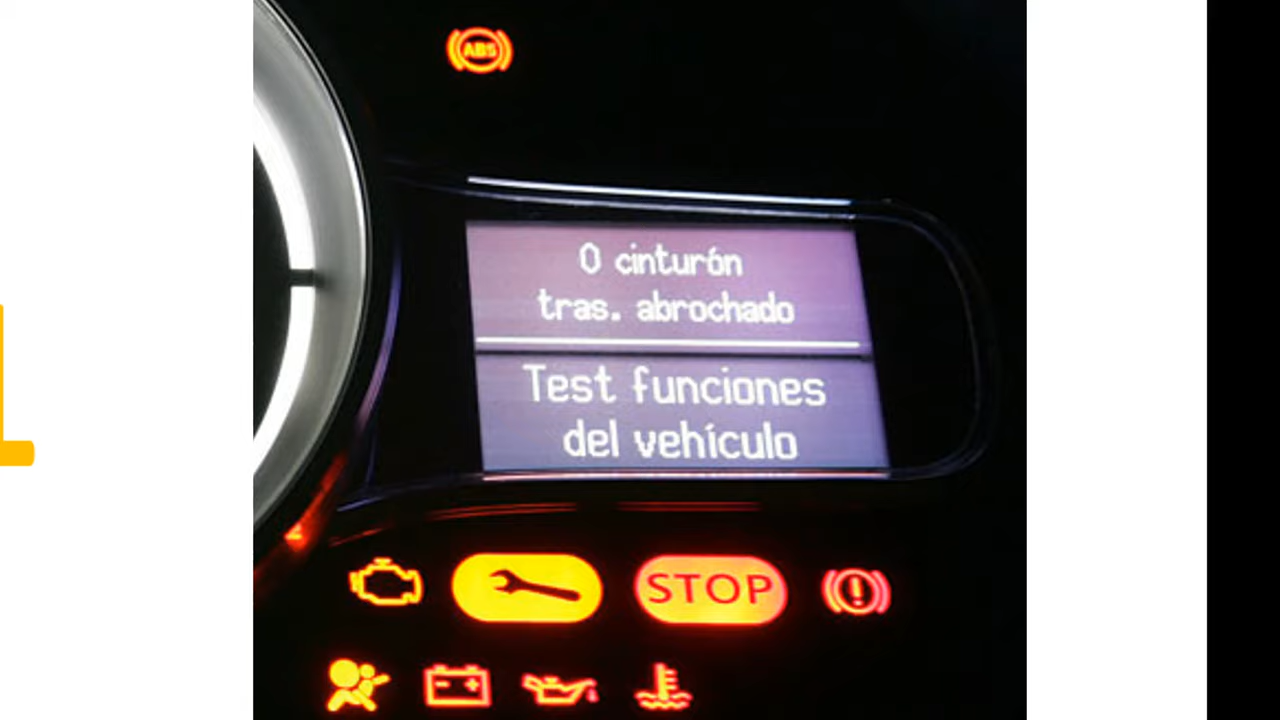 ABS
0 cinturón
tras. abrochado
Test funciones
del vehículo
STOP